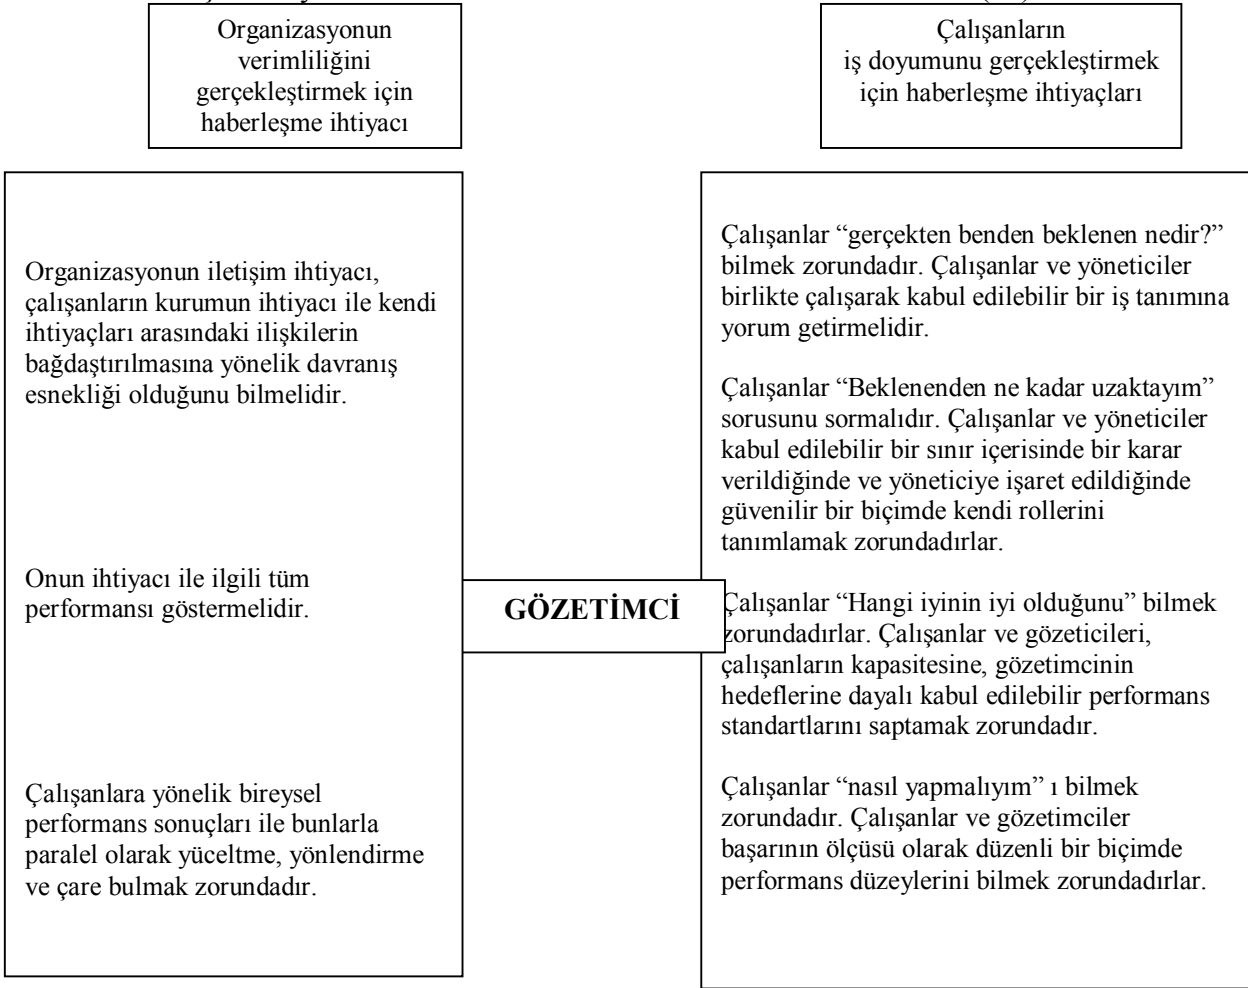 Organizasyonun
verimliliğini
gerçekleştirmek için
haberleşme ihtiyacı
Çalışanların
iş doyumunu gerçekleştirmek
için haberleşme ihtiyaçları
Organizasyonun iletişim ihtiyacı,
çalışanların kurumun ihtiyacı ile kendi
ihtiyaçları arasındaki ilişkilerin
bağdaştırılmasına yönelik davranış
esnekliği olduğunu bilmelidir.
Onun ihtiyacı ile ilgili tüm
performansı göstermelidir.
Çalışanlara yönelik bireysel
performans sonuçları ile bunlarla
paralel olarak yüceltme, yönlendirme
ve çare bulmak zorundadır.
GÖZETİMCİ
Çalışanlar “gerçekten benden beklenen nedir?”
bilmek zorundadır. Çalışanlar ve yöneticiler
birlikte çalışarak kabul edilebilir bir iş tanımına
yorum getirmelidir.
Çalışanlar “Beklenenden ne kadar uzaktayım”
sorusunu sormalıdır. Çalışanlar ve yöneticiler
kabul edilebilir bir sınır içerisinde bir karar
verildiğinde ve yöneticiye işaret edildiğinde
güvenilir bir biçimde kendi rollerini
tanımlamak zorundadırlar.
Çalışanlar “Hangi iyinin iyi olduğunu” bilmek
zorundadırlar. Çalışanlar ve gözeticileri,
çalışanların kapasitesine, gözetimcinin
hedeflerine dayalı kabul edilebilir performans
standartlarını saptamak zorundadır.
Çalışanlar “nasıl yapmalıyım” ı bilmek
zorundadır. Çalışanlar ve gözetimciler
başarının ölçüsü olarak düzenli bir biçimde
performans düzeylerini bilmek zorundadırlar.